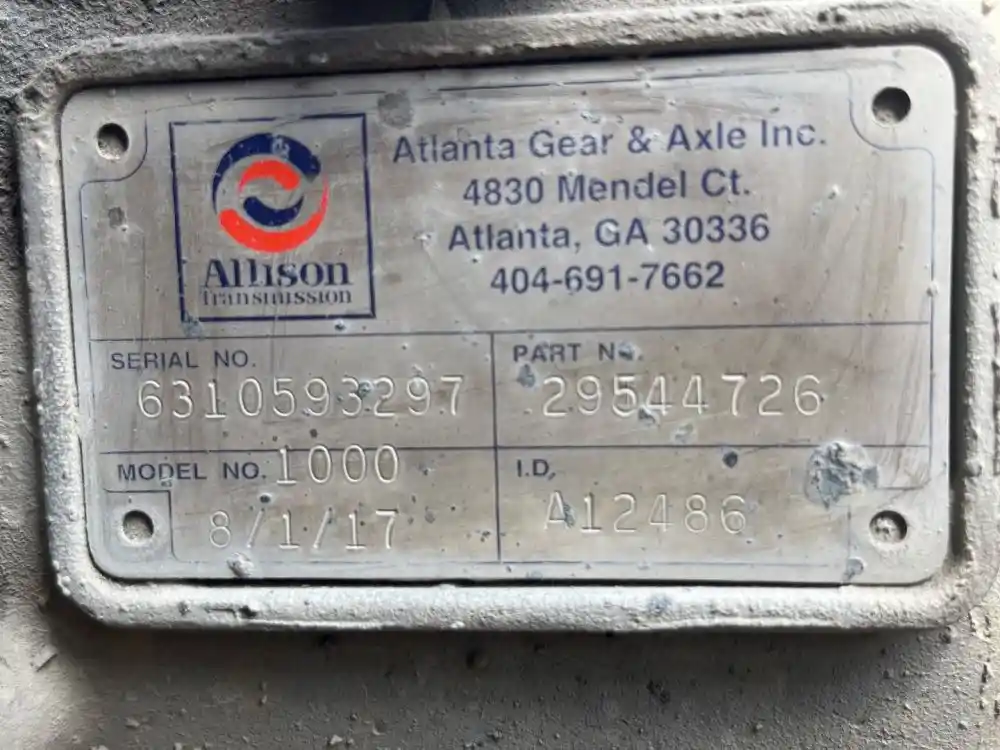 Atlanta Gear & Axle Inc.
4830 Mendel Ct.
Atlanta, GA 30336
404-691-7662
Allison
Transmission
SERIAL NO.
6310593297
PART NO.
29544726
MODEL NO. 1000
8/1/17
I.D.
A12486